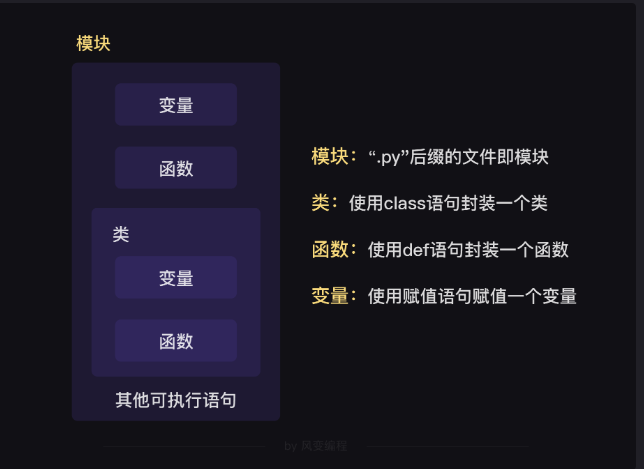 模块
变量
函数
类
变量
函数
其他可执行语句
模块：“.py”后缀的文件即模块
类：使用class语句封装一个类
函数：使用def语句封装一个函数
变量：使用赋值语句赋值一个变量
by 风变编程